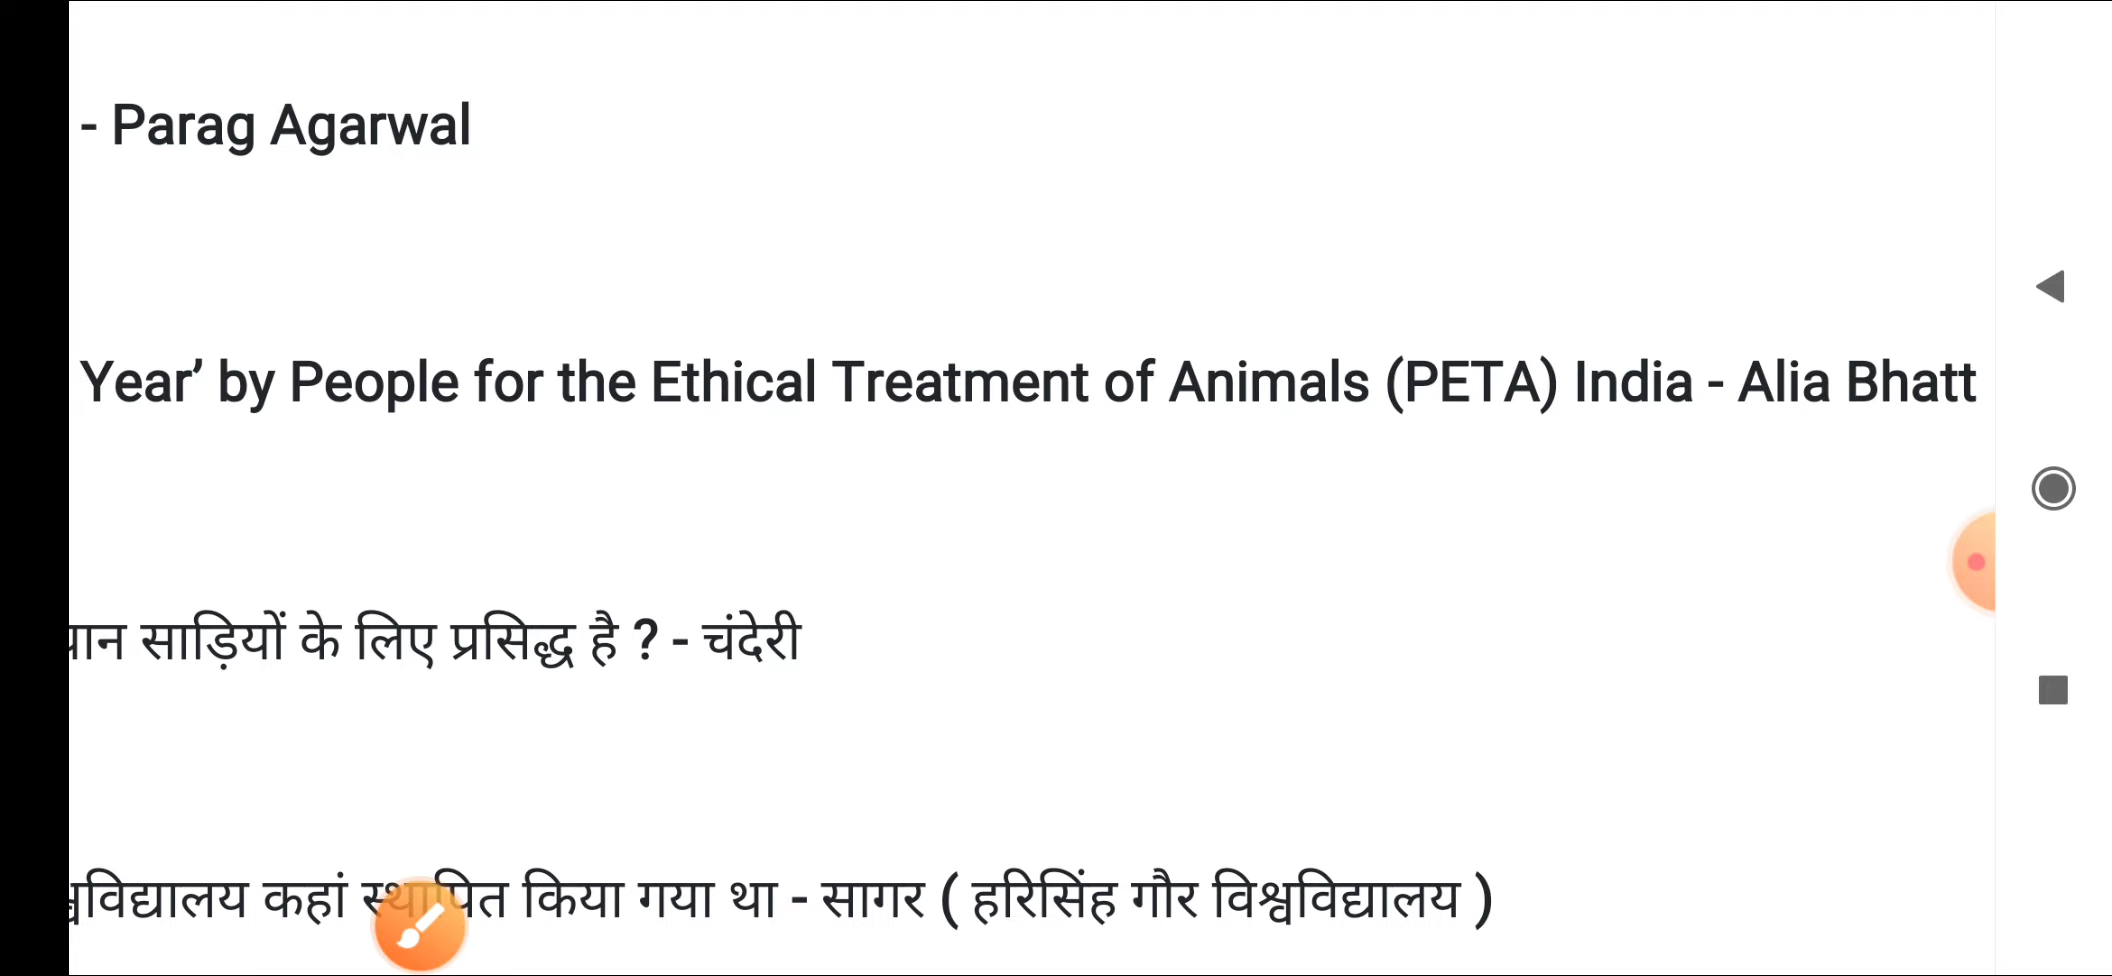 - Parag Agarwal
Year’ by People for the Ethical Treatment of Animals (PETA) India - Alia Bhatt
साड़ियों के लिए प्रसिद्ध है ? - चंदेरी
कहां स्थापित किया गया था - सागर ( हरिसिंह गौर विश्वविद्यालय )